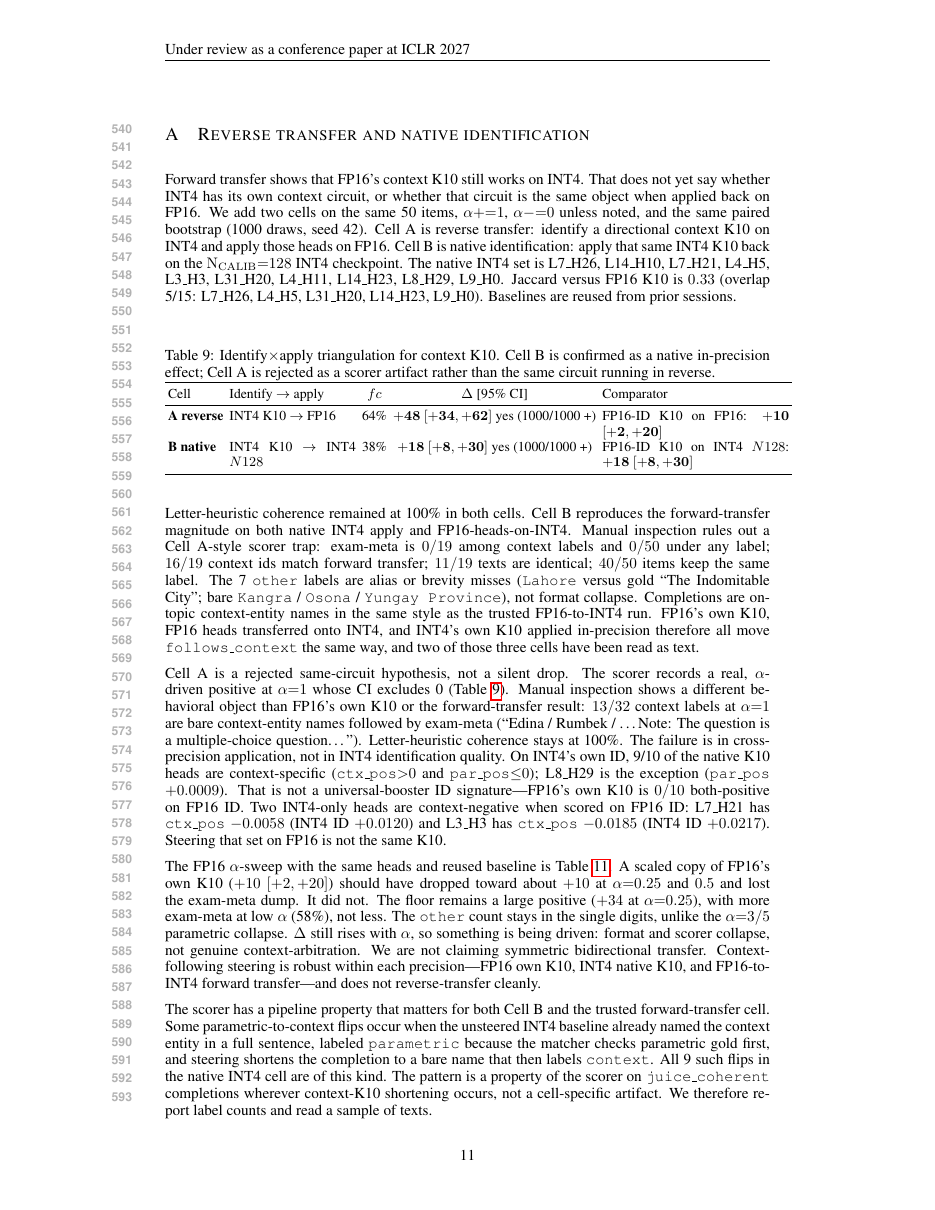 Under review as a conference paper at ICLR 2027
540
541
542
543
544
545
546
547
548
549
550
551
552
553
554
555
556
557
558
559
560
561
562
563
564
565
566
567
568
569
570
571
572
573
574
575
576
577
578
579
580
581
582
583
584
585
586
587
588
589
590
591
592
593
A REVERSE TRANSFER AND NATIVE IDENTIFICATION
Forward transfer shows that FP16's context K10 still works on INT4. That does not yet say whether
INT4 has its own context circuit, or whether that circuit is the same object when applied back on
FP16. We add two cells on the same 50 items, α+=1, α−=0 unless noted, and the same paired
bootstrap (1000 draws, seed 42). Cell A is reverse transfer: identify a directional context K10 on
INT4 and apply those heads on FP16. Cell B is native identification: apply that same INT4 K10 back
on the N_CALIB=128 INT4 checkpoint. The native INT4 set is L7_H26, L14_H10, L7_H21, L4_H5,
L3_H3, L31_H20, L4_H11, L14_H23, L8_H29, L9_H0. Jaccard versus FP16 K10 is 0.33 (overlap
5/15: L7_H26, L4_H5, L31_H20, L14_H23, L9_H0). Baselines are reused from prior sessions.
Table 9: Identify×apply triangulation for context K10. Cell B is confirmed as a native in-precision
effect; Cell A is rejected as a scorer artifact rather than the same circuit running in reverse.
Cell Identify → apply fc Δ [95% CI] Comparator
A reverse INT4 K10 → FP16 64% +48 [+34, +62] yes (1000/1000 +) FP16-ID K10 on FP16: +10
[+2, +20]
B native INT4 K10 → INT4 38% +18 [+8, +30] yes (1000/1000 +) FP16-ID K10 on INT4 N128:
N128 +18 [+8, +30]
Letter-heuristic coherence remained at 100% in both cells. Cell B reproduces the forward-transfer
magnitude on both native INT4 apply and FP16-heads-on-INT4. Manual inspection rules out a
Cell A-style scorer trap: exam-meta is 0/19 among context labels and 0/50 under any label;
16/19 context ids match forward transfer; 11/19 texts are identical; 40/50 items keep the same
label. The 7 other labels are alias or brevity misses (Lahore versus gold “The Indomitable
City”; bare Kangra / Osona / Yungay Province), not format collapse. Completions are on-
topic context-entity names in the same style as the trusted FP16-to-INT4 run. FP16's own K10,
FP16 heads transferred onto INT4, and INT4's own K10 applied in-precision therefore all move
follows_context the same way, and two of those three cells have been read as text.
Cell A is a rejected same-circuit hypothesis, not a silent drop. The scorer records a real, α-
driven positive at α=1 whose CI excludes 0 (Table 9). Manual inspection shows a different be-
havioral object than FP16's own K10 or the forward-transfer result: 13/32 context labels at α=1
are bare context-entity names followed by exam-meta (“Edina / Rumbek / ... Note: The question is
a multiple-choice question...”). Letter-heuristic coherence stays at 100%. The failure is in cross-
precision application, not in INT4 identification quality. On INT4's own ID, 9/10 of the native K10
heads are context-specific (ctx_pos>0 and par_pos≤0); L8_H29 is the exception (par_pos
+0.0009). That is not a universal-booster ID signature—FP16's own K10 is 0/10 both-positive
on FP16 ID. Two INT4-only heads are context-negative when scored on FP16 ID: L7_H21 has
ctx_pos −0.0058 (INT4 ID +0.0120) and L3_H3 has ctx_pos −0.0185 (INT4 ID +0.0217).
Steering that set on FP16 is not the same K10.
The FP16 α-sweep with the same heads and reused baseline is Table 11. A scaled copy of FP16's
own K10 (+10 [+2, +20]) should have dropped toward about +10 at α=0.25 and 0.5 and lost
the exam-meta dump. It did not. The floor remains a large positive (+34 at α=0.25), with more
exam-meta at low α (58%), not less. The other count stays in the single digits, unlike the α=3/5
parametric collapse. Δ still rises with α, so something is being driven: format and scorer collapse,
not genuine context-arbitration. We are not claiming symmetric bidirectional transfer. Context-
following steering is robust within each precision—FP16 own K10, INT4 native K10, and FP16-to-
INT4 forward transfer—and does not reverse-transfer cleanly.
The scorer has a pipeline property that matters for both Cell B and the trusted forward-transfer cell.
Some parametric-to-context flips occur when the unsteered INT4 baseline already named the context
entity in a full sentence, labeled parametric because the matcher checks parametric gold first,
and steering shortens the completion to a bare name that then labels context. All 9 such flips in
the native INT4 cell are of this kind. The pattern is a property of the scorer on juice_coherent
completions wherever context-K10 shortening occurs, not a cell-specific artifact. We therefore re-
port label counts and read a sample of texts.
11